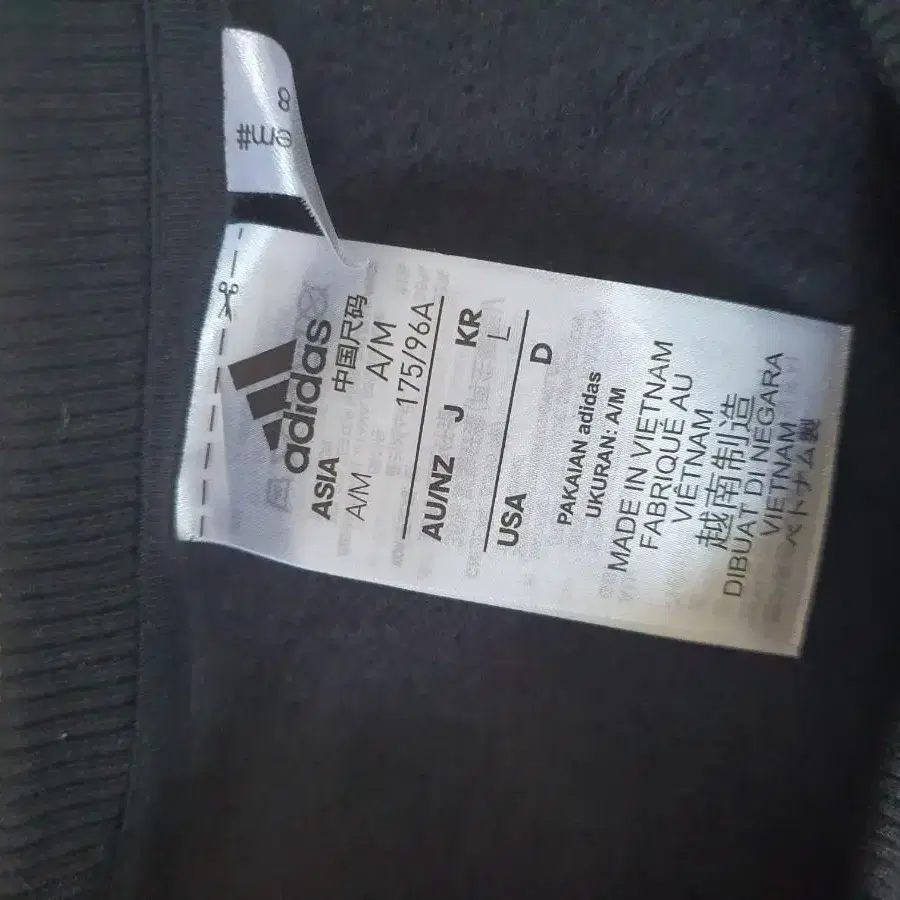 #me
8
adidas
ASIA 中国尺码
A/M A/M
175/96A
AU/NZ J KR
L
USA D
PAKAIAN adidas
UKURAN: A/M
MADE IN VIETNAM
FABRIQUÉ AU
VIÊTNAM
越南制造
DIBUAT DI NEGARA
VIETNAM
ベトナム製